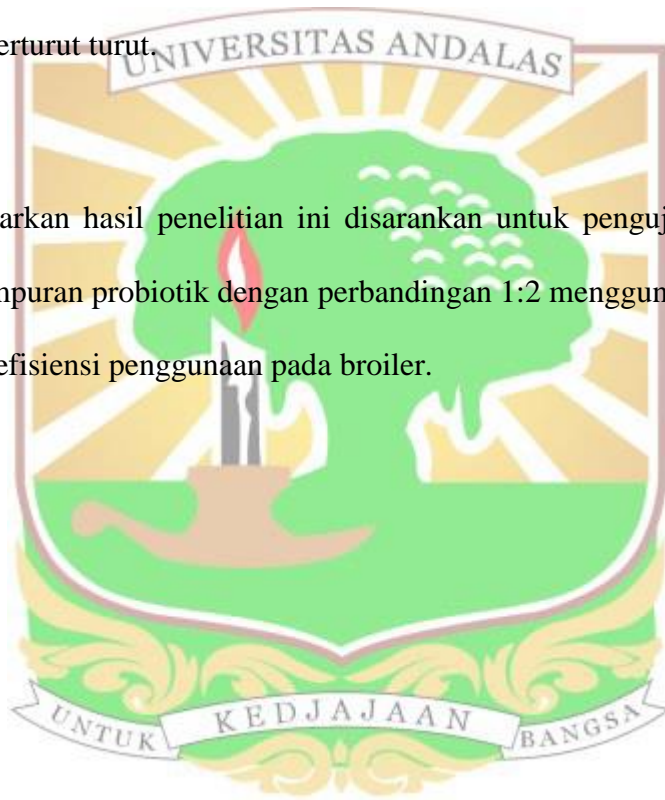 erturut turut.
UNIVERSITAS ANDALAS
arkan hasil penelitian ini disarankan untuk penguj
npuran probiotik dengan perbandingan 1:2 menggun
efisiensi penggunaan pada broiler.
UNTUK KEDJAJAAN BANGSA